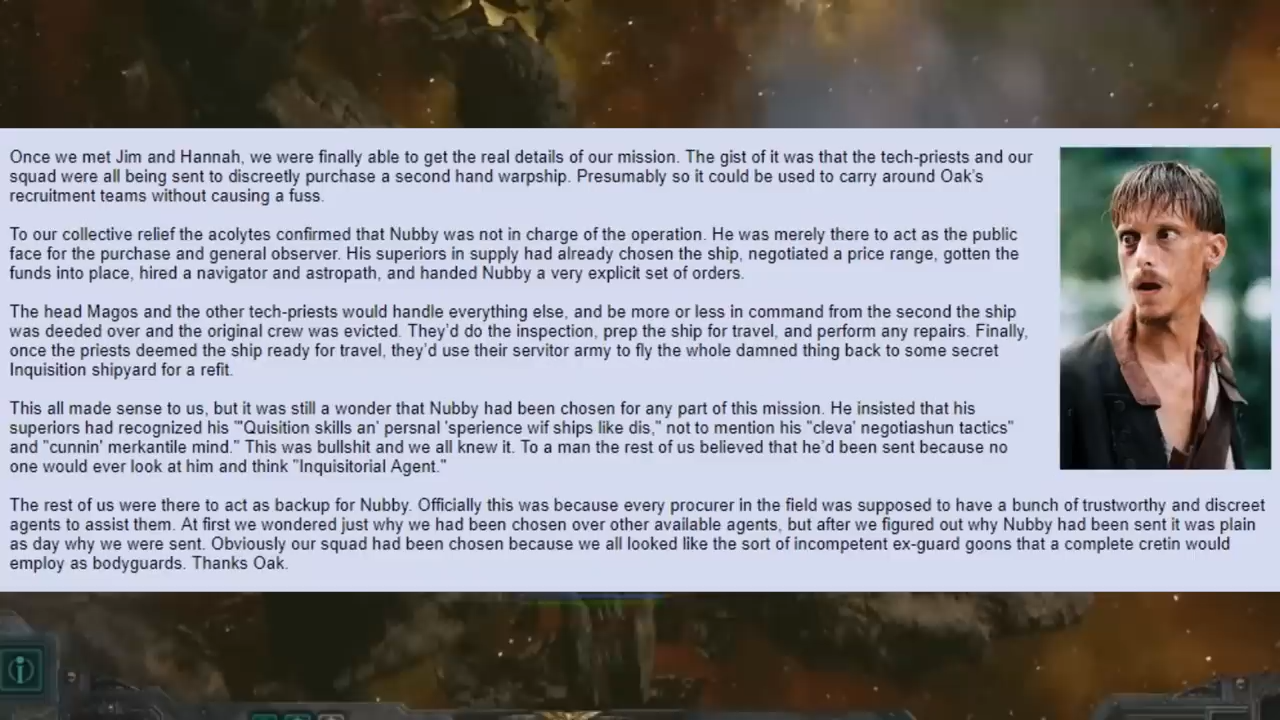 Once we met Jim and Hannah, we were finally able to get the real details of our mission. The gist of it was that the tech-priests and our
squad were all being sent to discreetly purchase a second hand warpship. Presumably so it could be used to carry around Oak's
recruitment teams without causing a fuss.
To our collective relief the acolytes confirmed that Nubby was not in charge of the operation. He was merely there to act as the public
face for the purchase and general observer. His superiors in supply had already chosen the ship, negotiated a price range, gotten the
funds into place, hired a navigator and astropath, and handed Nubby a very explicit set of orders.
The head Magos and the other tech-priests would handle everything else, and be more or less in command from the second the ship
was deeded over and the original crew was evicted. They'd do the inspection, prep the ship for travel, and perform any repairs. Finally,
once the priests deemed the ship ready for travel, they'd use their servitor army to fly the whole damned thing back to some secret
Inquisition shipyard for a refit.
This all made sense to us, but it was still a wonder that Nubby had been chosen for any part of this mission. He insisted that his
superiors had recognized his "'Quisition skills an' persnal 'sperience wif ships like dis," not to mention his "cleva' negotiashun tactics"
and "cunnin' merkantile mind." This was bullshit and we all knew it. To a man the rest of us believed that he'd been sent because no
one would ever look at him and think "Inquisitorial Agent."
The rest of us were there to act as backup for Nubby. Officially this was because every procurer in the field was supposed to have a bunch of trustworthy and discreet
agents to assist them. At first we wondered just why we had been chosen over other available agents, but after we figured out why Nubby had been sent it was plain
as day why we were sent. Obviously our squad had been chosen because we all looked like the sort of incompetent ex-guard goons that a complete cretin would
employ as bodyguards. Thanks Oak.